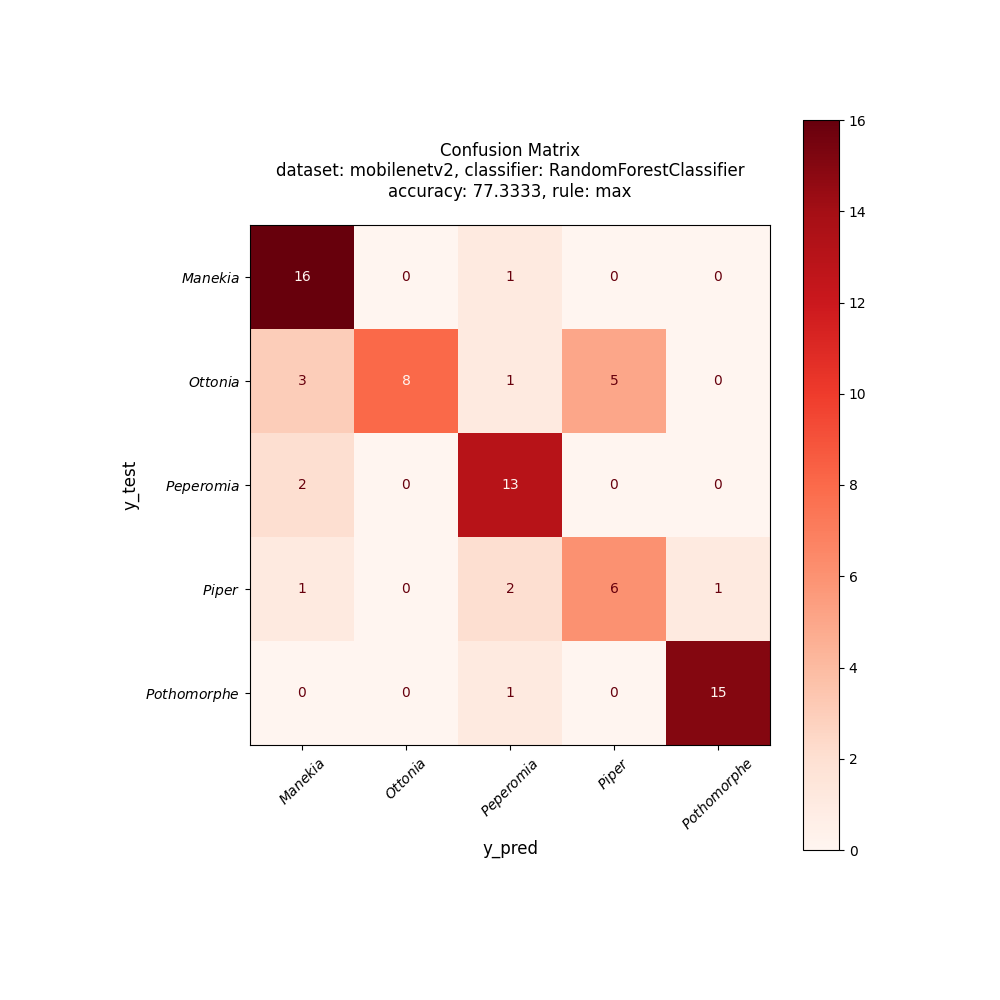 Confusion Matrix
dataset: mobilenetv2, classifier: RandomForestClassifier
accuracy: 77.3333, rule: max
Manekia 16 0 1 0 0
Ottonia 3 8 1 5 0
Peperomia 2 0 13 0 0
Piper 1 0 2 6 1
Pothomorphe 0 0 1 0 15
y_test
Manekia Ottonia Peperomia Piper Pothomorphe
y_pred
16
14
12
10
8
6
4
2
0